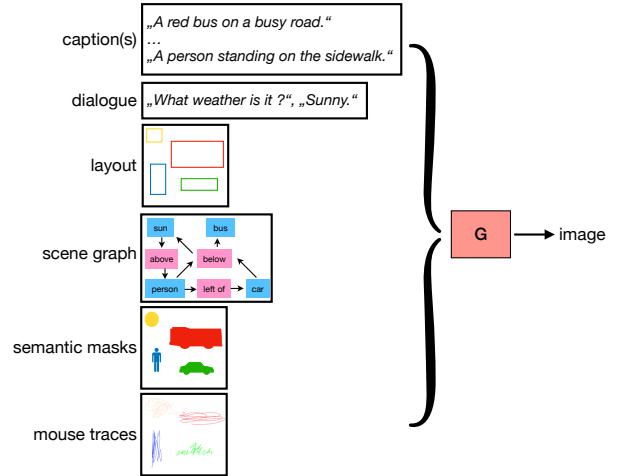 caption(s)
„A red bus on a busy road.“
...
„A person standing on the sidewalk.“
dialogue
„What weather is it ?“, „Sunny.“
layout
scene graph
sun
bus
above
below
person
left of
car
semantic masks
mouse traces
G
image